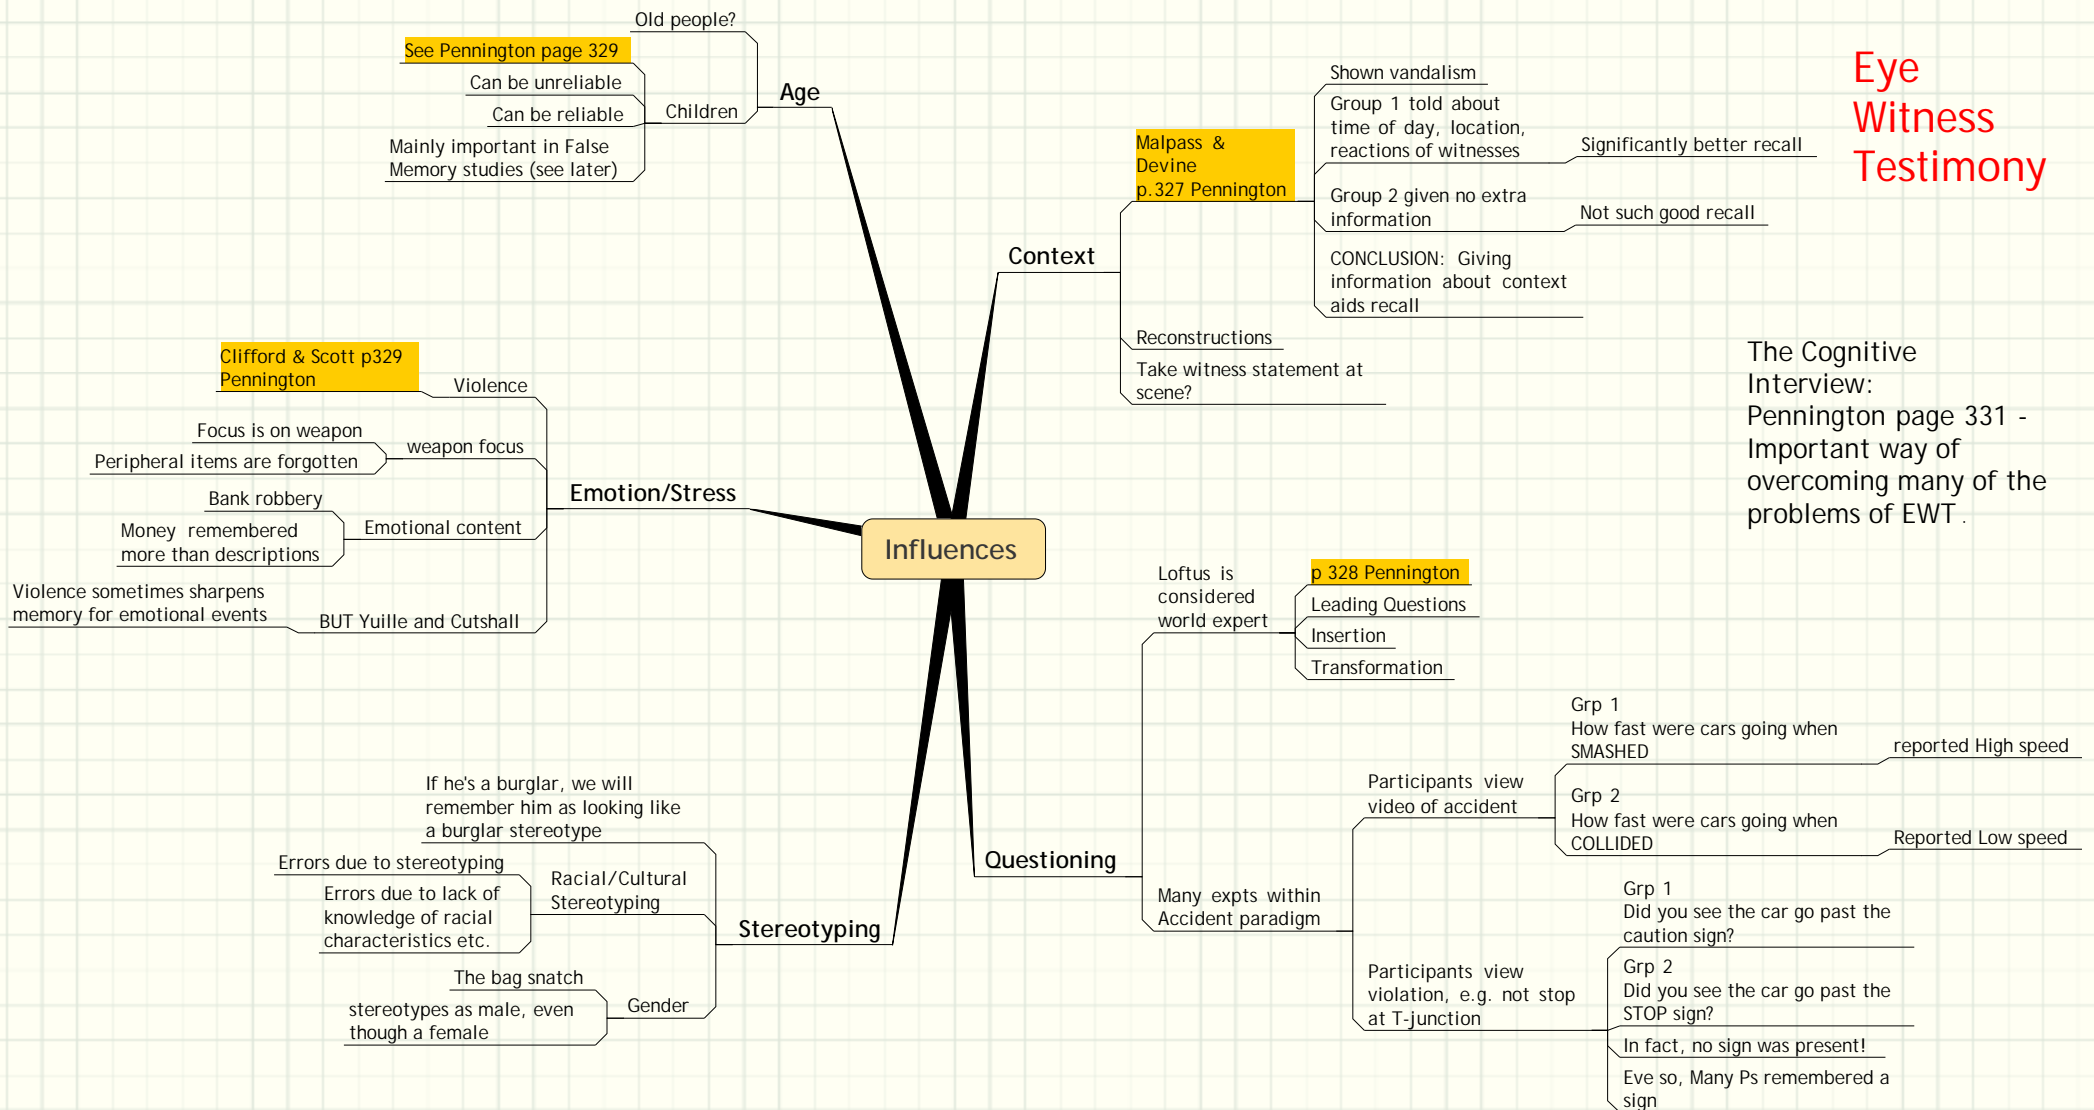 Eye
Witness
Testimony
Influences
Age
Old people?
Children
See Pennington page 329
Can be unreliable
Can be reliable
Mainly important in False
Memory studies (see later)
Context
Malpass &
Devine
p.327 Pennington
Shown vandalism
Group 1 told about
time of day, location,
reactions of witnesses
Significantly better recall
Group 2 given no extra
information
Not such good recall
CONCLUSION: Giving
information about context
aids recall
Reconstructions
Take witness statement at
scene?
The Cognitive
Interview:
Pennington page 331 -
Important way of
overcoming many of the
problems of EWT.
Emotion/Stress
Violence
Clifford & Scott p329
Pennington
weapon focus
Focus is on weapon
Peripheral items are forgotten
Emotional content
Bank robbery
Money remembered
more than descriptions
BUT Yuille and Cutshall
Violence sometimes sharpens
memory for emotional events
Questioning
Loftus is
considered
world expert
p 328 Pennington
Leading Questions
Insertion
Transformation
Many expts within
Accident paradigm
Participants view
video of accident
Grp 1
How fast were cars going when
SMASHED
reported High speed
Grp 2
How fast were cars going when
COLLIDED
Reported Low speed
Participants view
violation, e.g. not stop
at T-junction
Grp 1
Did you see the car go past the
caution sign?
Grp 2
Did you see the car go past the
STOP sign?
In fact, no sign was present!
Eve so, Many Ps remembered a
sign
Stereotyping
If he's a burglar, we will
remember him as looking like
a burglar stereotype
Racial/Cultural
Stereotyping
Errors due to stereotyping
Errors due to lack of
knowledge of racial
characteristics etc.
Gender
The bag snatch
stereotypes as male, even
though a female